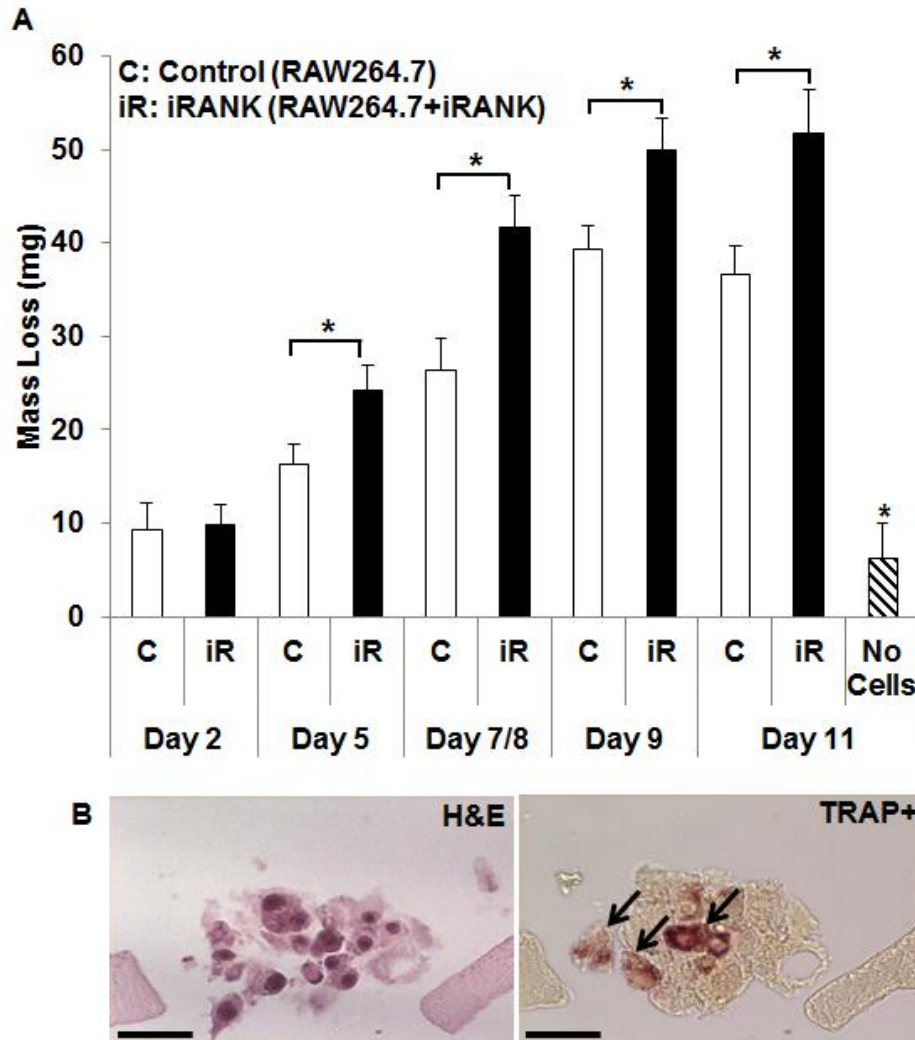 A
C: Control (RAW264.7)
iR: iRANK (RAW264.7+iRANK)
Mass Loss (mg)
60
50
40
30
20
10
0
*
*
*
*
*
C iR C iR C iR C iR C iR No Cells
Day 2 Day 5 Day 7/8 Day 9 Day 11
B
H&E
TRAP+